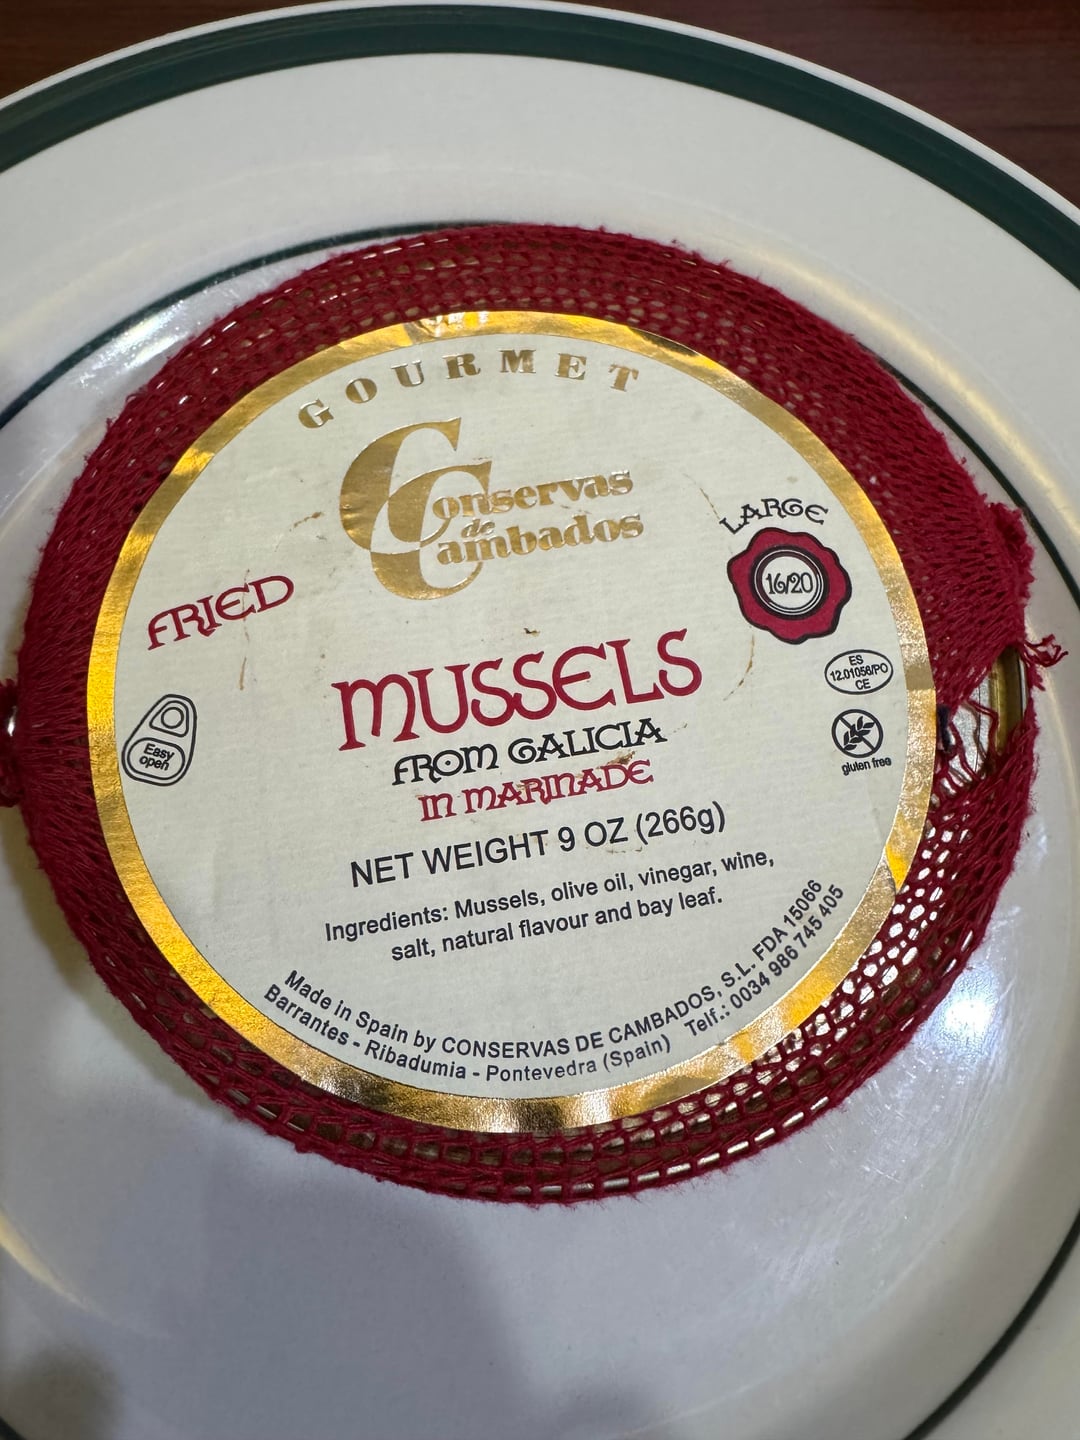 GOURMET
Conservas
de
Cambados
LARGE
16/20
FRIED
MUSSELS
FROM GALICIA
IN MARINADE
ES
12.01056/PO
CE
Easy
open
gluten free
NET WEIGHT 9 OZ (266g)
Ingredients: Mussels, olive oil, vinegar, wine,
salt, natural flavour and bay leaf.
Made in Spain by CONSERVAS DE CAMBADOS, S.L. FDA 15066
Barrantes - Ribadumia - Pontevedra (Spain) Telf.: 0034 986 745 405